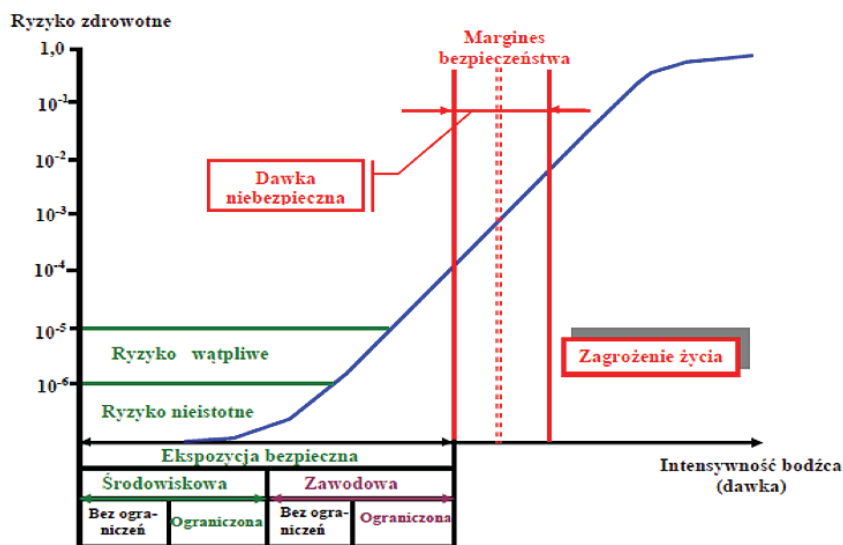 Ryzyko zdrowotne
1,0
10-1
10-2
10-3
10-4
10-5
10-6
Margines
bezpieczeństwa
Dawka
niebezpieczna
Ryzyko wątpliwe
Ryzyko nieistotne
Zagrożenie życia
Ekspozycja bezpieczna
Intensywność bodźca
(dawka)
Środowiskowa
Zawodowa
Bez ogra-
niczeń
Ograniczona
Bez ogra-
niczeń
Ograniczona